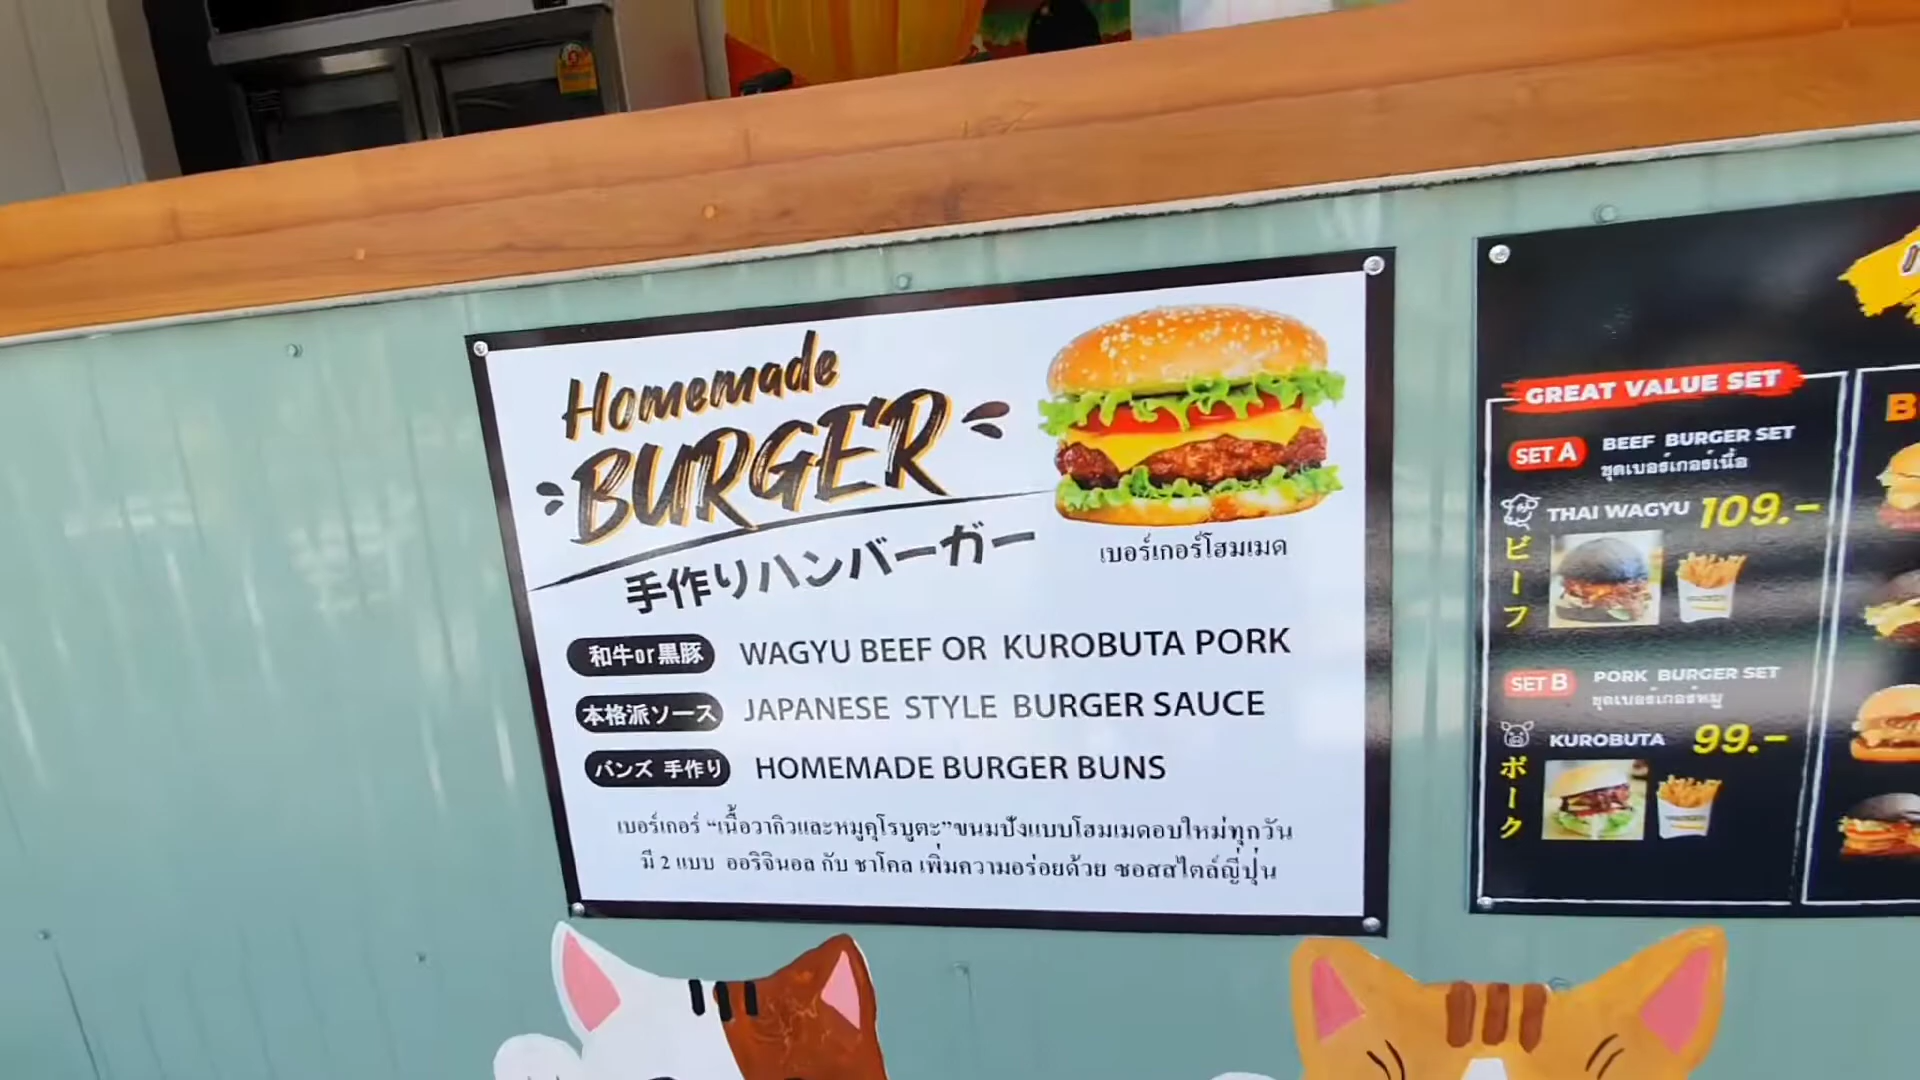 Homemade
BURGER
手作りハンバーガー
เบอร์เกอร์โฮมเมด
和牛or黒豚 WAGYU BEEF OR KUROBUTA PORK
本格派ソース JAPANESE STYLE BURGER SAUCE
バンズ 手作り HOMEMADE BURGER BUNS
เบอร์เกอร์ “เนื้อวากิวและหมูคุโรบูตะ”ขนมปังแบบโฮมเมดอบใหม่ทุกวัน
มี 2 แบบ ออริจินอล กับ ชาโคล เพิ่มความอร่อยด้วย ซอสสไตล์ญี่ปุ่น
GREAT VALUE SET
SET A BEEF BURGER SET
ชุดเบอร์เกอร์เนื้อ
THAI WAGYU 109.-
ビーフ
SET B PORK BURGER SET
ชุดเบอร์เกอร์หมู
KUROBUTA 99.-
ポーク